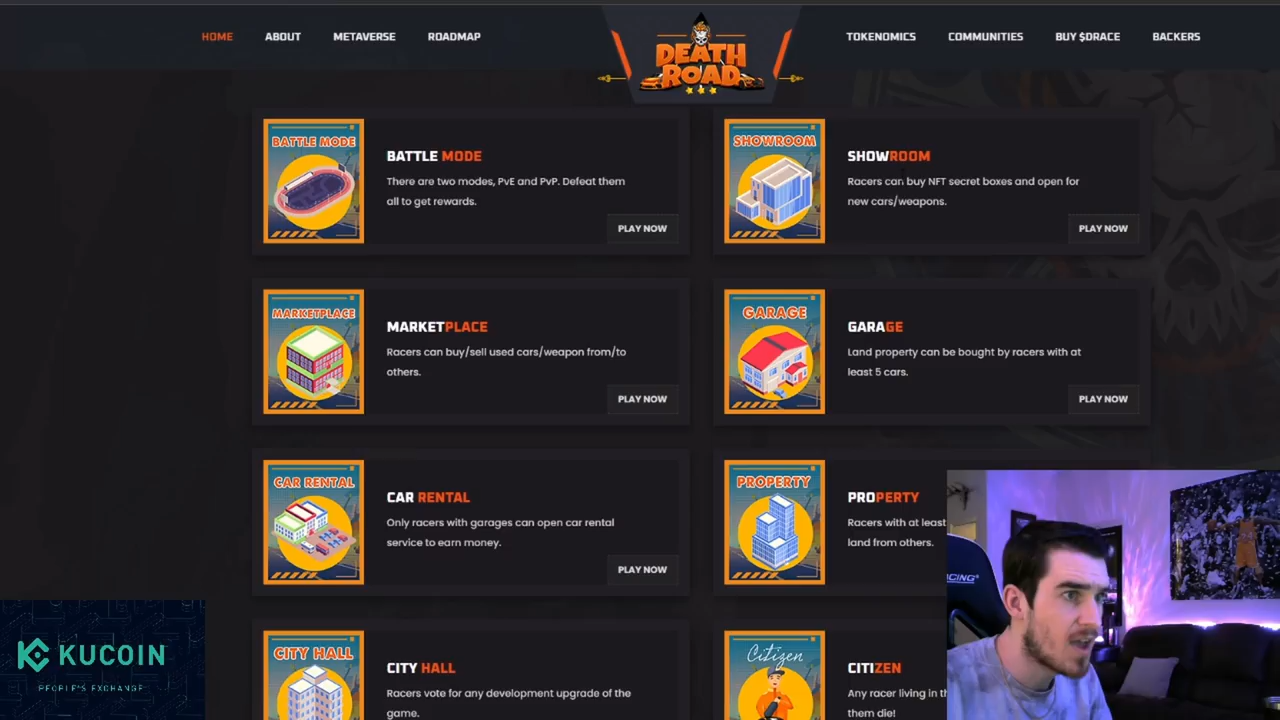 HOME
ABOUT
METAVERSE
ROADMAP
DEATH
ROAD
TOKENOMICS
COMMUNITIES
BUY $DRACE
BACKERS
BATTLE MODE
BATTLE MODE
There are two modes, PvE and PvP. Defeat them
all to get rewards.
PLAY NOW
SHOWROOM
SHOWROOM
Racers can buy NFT secret boxes and open for
new cars/weapons.
PLAY NOW
MARKETPLACE
MARKETPLACE
Racers can buy/sell used cars/weapon from/to
others.
PLAY NOW
GARAGE
GARAGE
Land property can be bought by racers with at
least 5 cars.
PLAY NOW
CAR RENTAL
CAR RENTAL
Only racers with garages can open car rental
service to earn money.
PLAY NOW
PROPERTY
PROPERTY
Racers with at least
land from others.
CITY HALL
CITY HALL
Racers vote for any development upgrade of the
game.
Citizen
CITIZEN
Any racer living in th
them die!
KUCOIN
PEOPLE'S EXCHANGE
CING